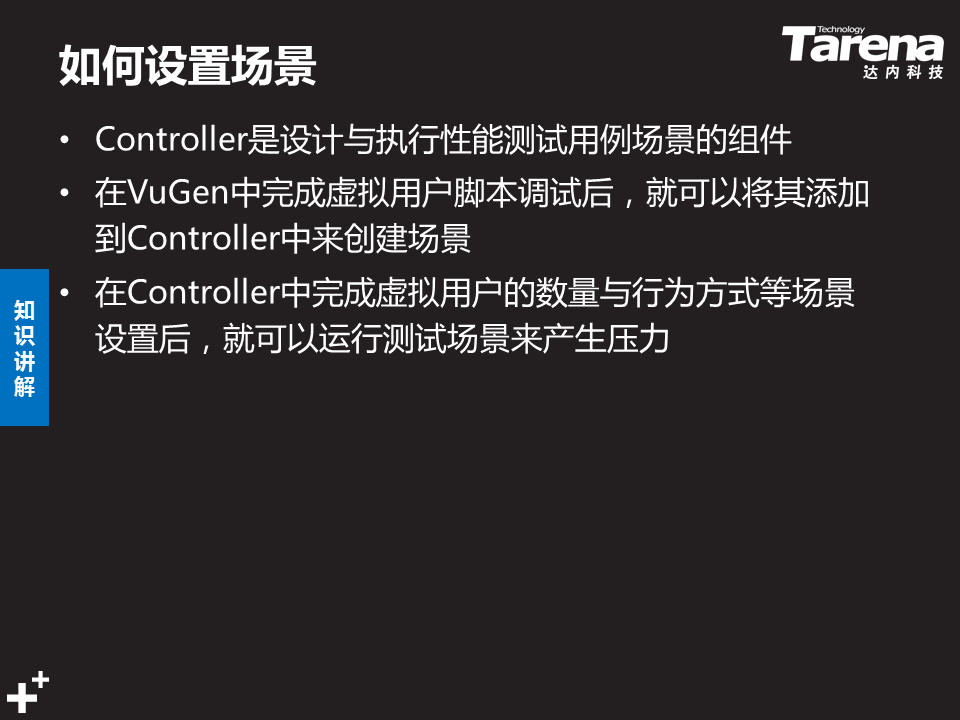 如何设置场景
Technology
Tarena
达内科技
• Controller是设计与执行性能测试用例场景的组件
• 在VuGen中完成虚拟用户脚本调试后，就可以将其添加
到Controller中来创建场景
• 在Controller中完成虚拟用户的数量与行为方式等场景
设置后，就可以运行测试场景来产生压力
知
识
讲
解